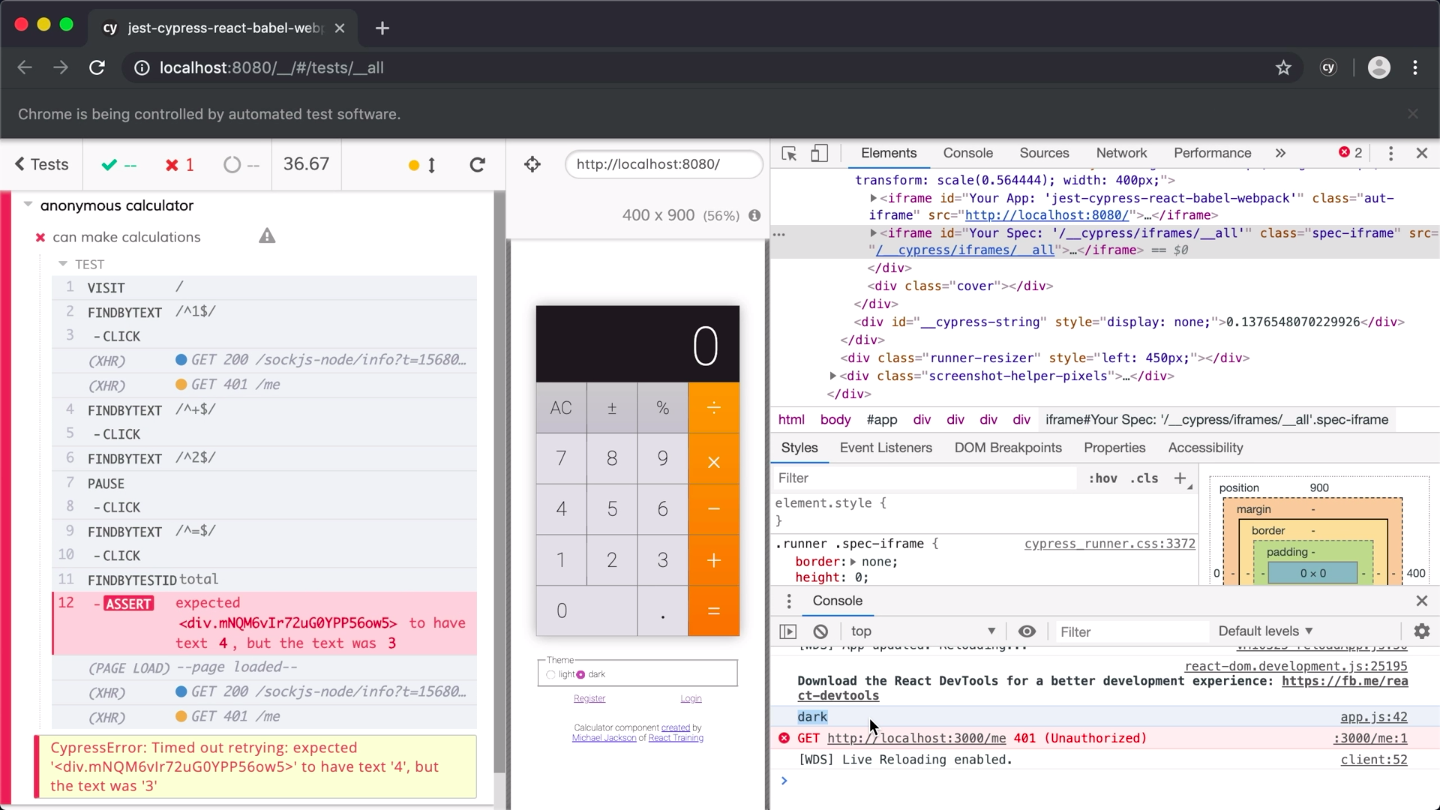 cy jest-cypress-react-babel-web
localhost:8080/__/#/tests/__all
cy
Chrome is being controlled by automated test software.
Tests
--
1
--
36.67
anonymous calculator
can make calculations
TEST
1 VISIT /
2 FINDBYTEXT /^1$/
3 -CLICK
(XHR) GET 200 /sockjs-node/info?t=15680…
(XHR) GET 401 /me
4 FINDBYTEXT /^+$/
5 -CLICK
6 FINDBYTEXT /^2$/
7 PAUSE
8 -CLICK
9 FINDBYTEXT /^=$/
10 -CLICK
11 FINDBYTESTID total
12 -ASSERT expected
<div.mNQM6vIr72uG0YPP56ow5> to have
text 4, but the text was 3
(PAGE LOAD) --page loaded--
(XHR) GET 200 /sockjs-node/info?t=15680…
(XHR) GET 401 /me
CypressError: Timed out retrying: expected
'<div.mNQM6vIr72uG0YPP56ow5>' to have text '4', but
the text was '3'
http://localhost:8080/
400 x 900 (56%)
0
AC ± % ÷
7 8 9 ×
4 5 6 −
1 2 3 +
0 . =
Theme
light dark
Register Login
Calculator component created by
Michael Jackson of React Training
Elements Console Sources Network Performance » 2
transform: scale(0.564444); width: 400px;">
<iframe id="Your App: 'jest-cypress-react-babel-webpack'" class="aut-
iframe" src="http://localhost:8080/">…</iframe>
… <iframe id="Your Spec: '/__cypress/iframes/__all'" class="spec-iframe" src=
"/__cypress/iframes/__all">…</iframe> == $0
</div>
<div class="cover"></div>
</div>
<div id="__cypress-string" style="display: none;">0.1376548070229926</div>
</div>
<div class="runner-resizer" style="left: 450px;"></div>
<div class="screenshot-helper-pixels">…</div>
</div>
html body #app div div div div iframe#Your Spec: '/__cypress/iframes/__all'.spec-iframe
Styles Event Listeners DOM Breakpoints Properties Accessibility
Filter :hov .cls +
element.style {
}
.runner .spec-iframe { cypress_runner.css:3372
border: none;
height: 0;
position 900
margin -
border -
padding -
0 - - - 0 × 0 - - - 400
Console
top Filter Default levels
[WDS] App updated. Reloading...
react-dom.development.js:25195
Download the React DevTools for a better development experience: https://fb.me/rea
ct-devtools
dark app.js:42
GET http://localhost:3000/me 401 (Unauthorized) :3000/me:1
[WDS] Live Reloading enabled. client:52